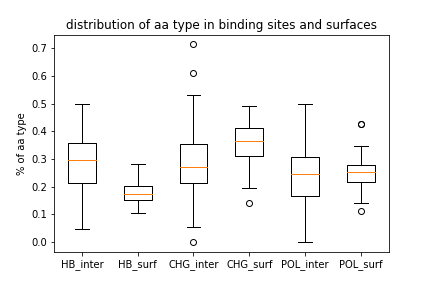 distribution of aa type in binding sites and surfaces
% of aa type
0.7
0.6
0.5
0.4
0.3
0.2
0.1
0.0
HB_inter HB_surf CHG_inter CHG_surf POL_inter POL_surf